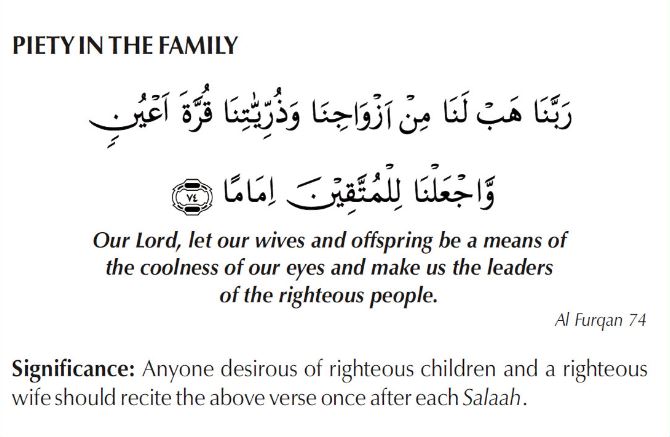 PIETY IN THE FAMILY
رَبَّنَا هَبْ لَنَا مِنْ اَزْوَاجِنَا وَذُرِّيّٰتِنَا قُرَّةَ اَعْيُنٍ
وَّاجْعَلْنَا لِلْمُتَّقِيْنَ اِمَامًا ﴿٧٤﴾
Our Lord, let our wives and offspring be a means of
the coolness of our eyes and make us the leaders
of the righteous people.
Al Furqan 74
Significance: Anyone desirous of righteous children and a righteous
wife should recite the above verse once after each Salaah.